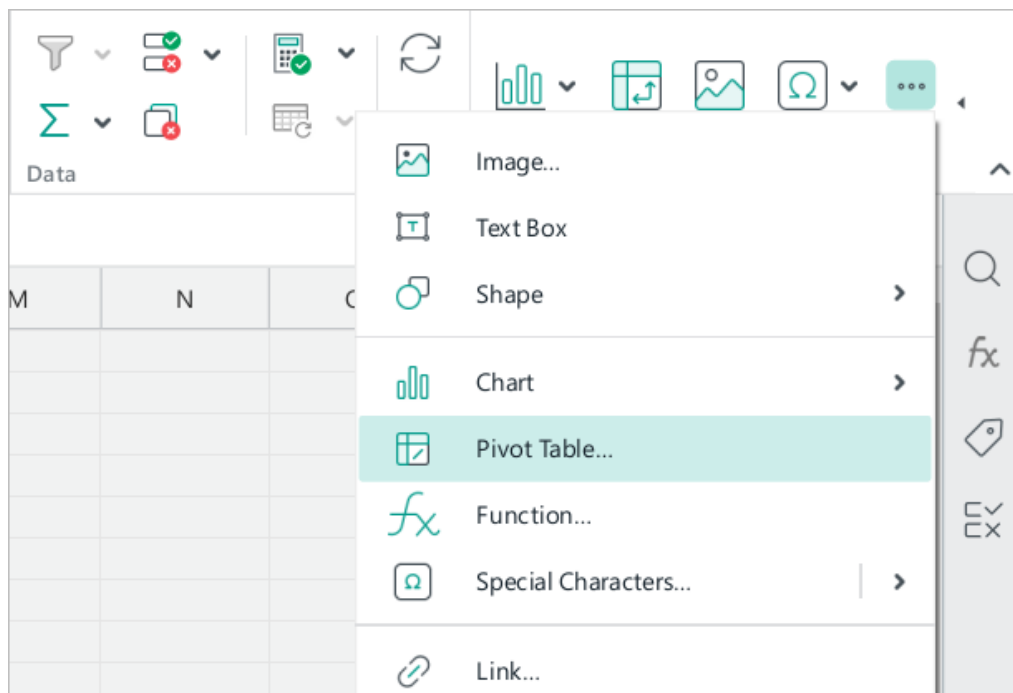 Data
M
N
Image...
Text Box
Shape
Chart
Pivot Table...
Function...
Special Characters...
Link...